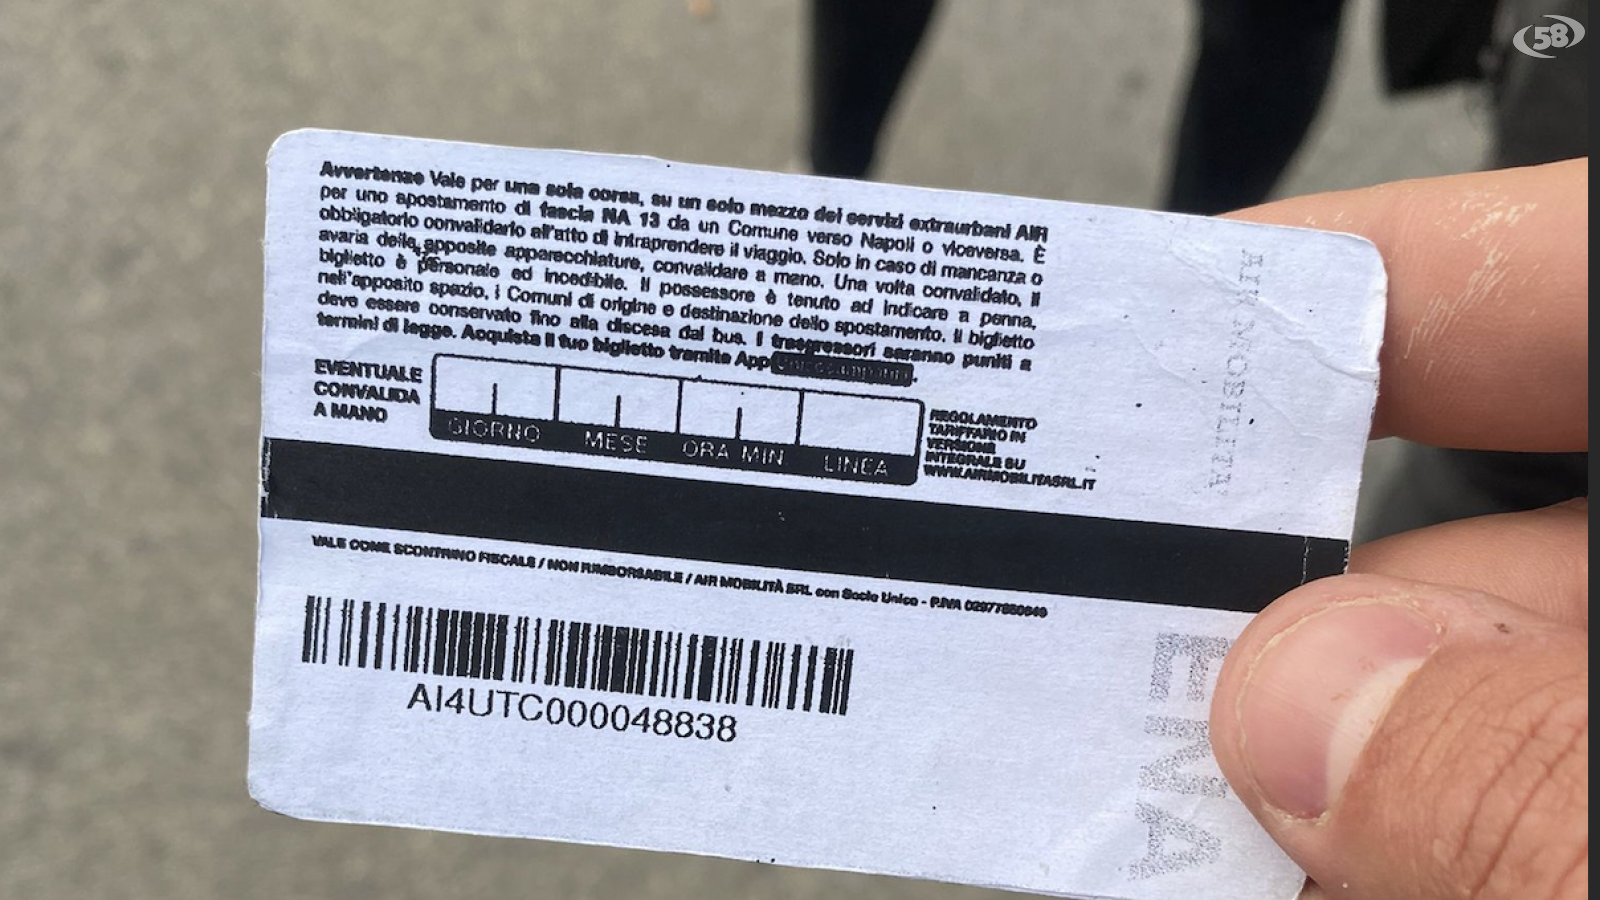 58
Avvertenze Vale per una sola corsa, su un solo mezzo dei servizi extraurbani AIR
per uno spostamento di fascia NA 13 da un Comune verso Napoli o viceversa. È
obbligatorio convalidarlo all'atto di intraprendere il viaggio. Solo in caso di mancanza o
avaria delle apposite apparecchiature, convalidare a mano. Una volta convalidato, il
biglietto è personale ed incedibile. Il possessore è tenuto ad indicare a penna,
nell'apposito spazio, i Comuni di origine e destinazione dello spostamento. Il biglietto
deve essere conservato fino alla discesa dal bus. I trasgressori saranno puniti a
termini di legge. Acquista il tuo biglietto tramite App
EVENTUALE
CONVALIDA
A MANO
GIORNO MESE ORA MIN LINEA
REGOLAMENTO
TARIFFARIO IN
VERSIONE
INTEGRALE SU
WWW.AIRMOBILITASRL.IT
VALE COME SCONTRINO FISCALE / NON RIMBORSABILE / AIR MOBILITÀ SRL con Socio Unico - P.IVA
AI4UTC000048838
AIR MOBILITA'
ENA